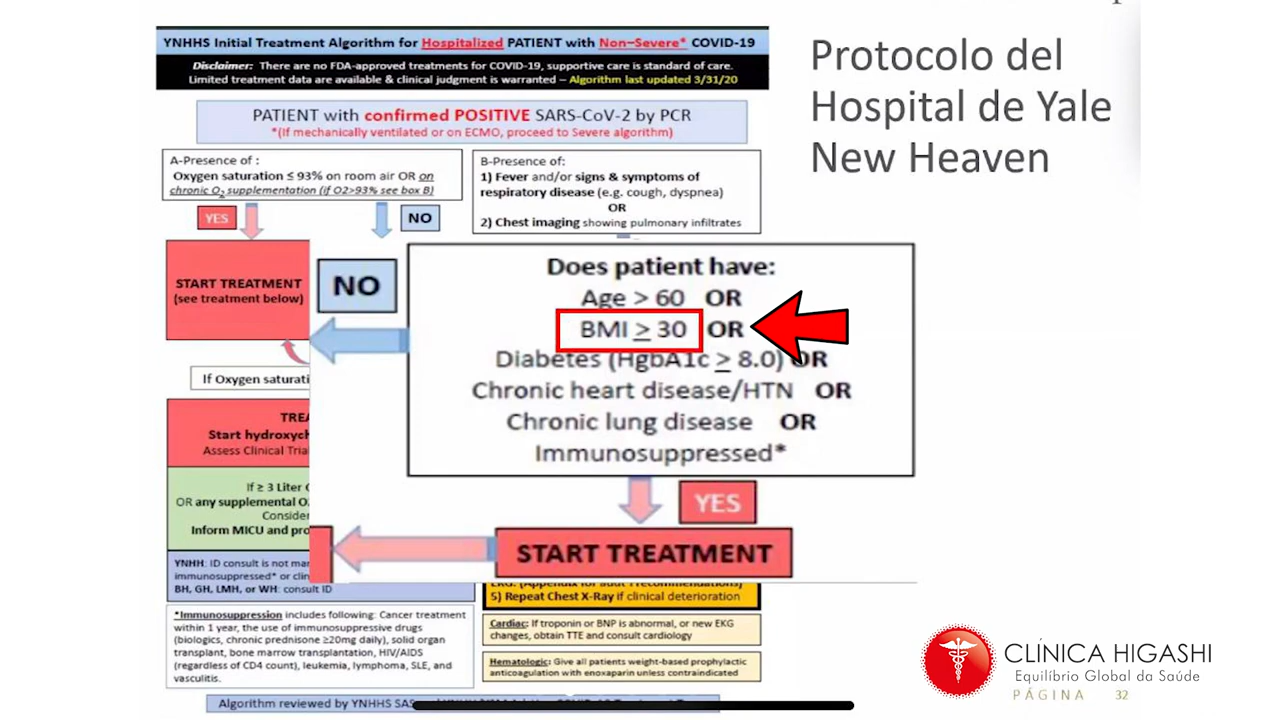 YNHHS Initial Treatment Algorithm for Hospitalized PATIENT with Non−Severe* COVID-19
Disclaimer: There are no FDA-approved treatments for COVID-19, supportive care is standard of care.
Limited treatment data are available & clinical judgment is warranted – Algorithm last updated 3/31/20
Protocolo del
Hospital de Yale
New Heaven
PATIENT with confirmed POSITIVE SARS-CoV-2 by PCR
*(If mechanically ventilated or on ECMO, proceed to Severe algorithm)
A-Presence of :
Oxygen saturation ≤ 93% on room air OR on
chronic O2 supplementation (if O2>93% see box B)
B-Presence of:
1) Fever and/or signs & symptoms of
respiratory disease (e.g. cough, dyspnea)
OR
2) Chest imaging showing pulmonary infiltrates
YES
NO
START TREATMENT
(see treatment below)
NO
Does patient have:
Age > 60 OR
BMI ≥ 30 OR
Diabetes (HgbA1c ≥ 8.0) OR
Chronic heart disease/HTN OR
Chronic lung disease OR
Immunosuppressed*
YES
START TREATMENT
If Oxygen saturati
TREA
Start hydroxych
Assess Clinical Trial
If ≥ 3 Liter
OR any supplemental O
Consider
Inform MICU and pro
YNHH: ID consult is not man
immunosuppressed* or clin
BH, GH, LMH, or WH: consult ID
5) Repeat Chest X-Ray if clinical deterioration
*Immunosuppression includes following: Cancer treatment
within 1 year, the use of immunosuppressive drugs
(biologics, chronic prednisone ≥20mg daily), solid organ
transplant, bone marrow transplantation, HIV/AIDS
(regardless of CD4 count), leukemia, lymphoma, SLE, and
vasculitis.
Cardiac: If troponin or BNP is abnormal, or new EKG
changes, obtain TTE and consult cardiology
Hematologic: Give all patients weight-based prophylactic
anticoagulation with enoxaparin unless contraindicated
Algorithm reviewed by YNHHS
CLÍNICA HIGASHI
Equilíbrio Global da Saúde
PÁGINA 32